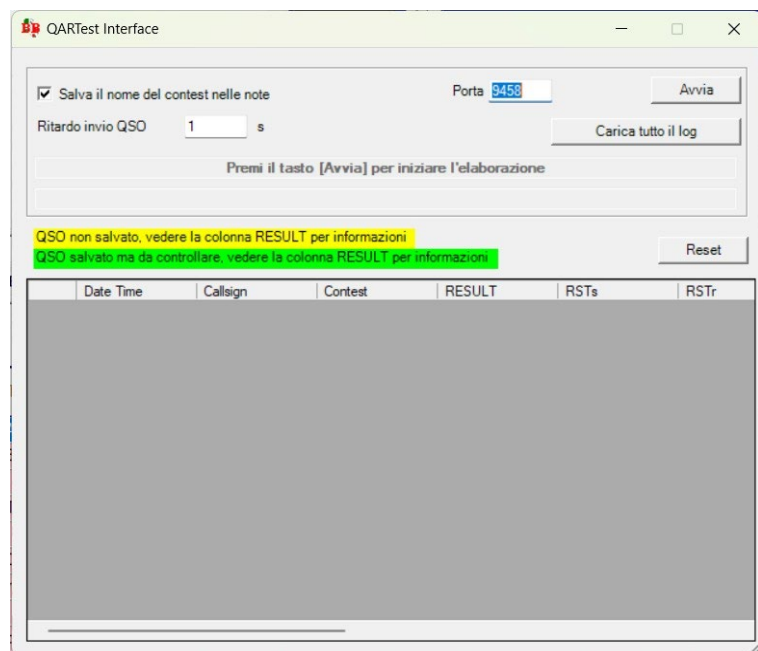 QARTest Interface
Salva il nome del contest nelle note
Porta 9458
Avvia
Ritardo invio QSO 1 s
Carica tutto il log
Premi il tasto [Avvia] per iniziare l'elaborazione
QSO non salvato, vedere la colonna RESULT per informazioni
QSO salvato ma da controllare, vedere la colonna RESULT per informazioni
Reset
Date Time Callsign Contest RESULT RSTs RSTr